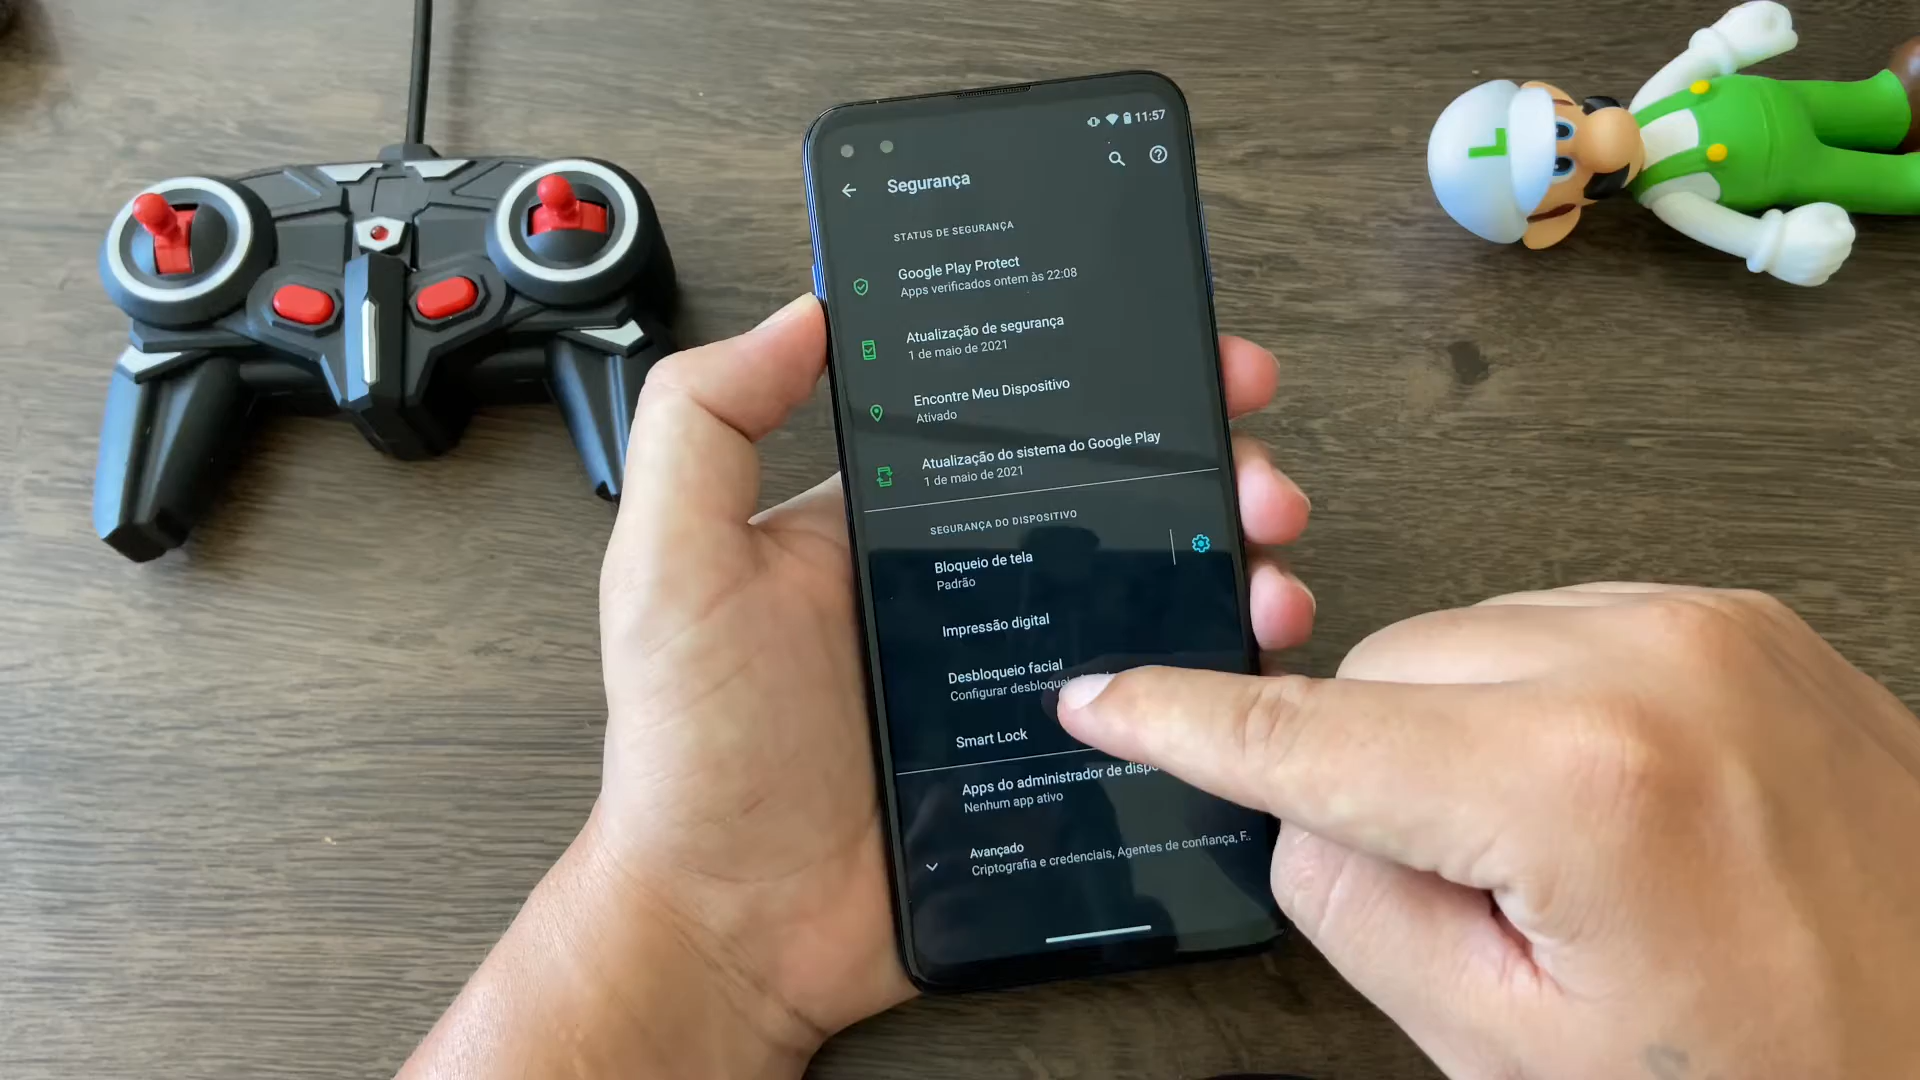 11:57
Segurança
STATUS DE SEGURANÇA
Google Play Protect
Apps verificados ontem às 22:08
Atualização de segurança
1 de maio de 2021
Encontre Meu Dispositivo
Ativado
Atualização do sistema do Google Play
1 de maio de 2021
SEGURANÇA DO DISPOSITIVO
Bloqueio de tela
Padrão
Impressão digital
Desbloqueio facial
Configurar
Smart Lock
Apps do administrador de
Nenhum app ativo
Avançado
Criptografia e credenciais, Agentes de confiança, F..
L